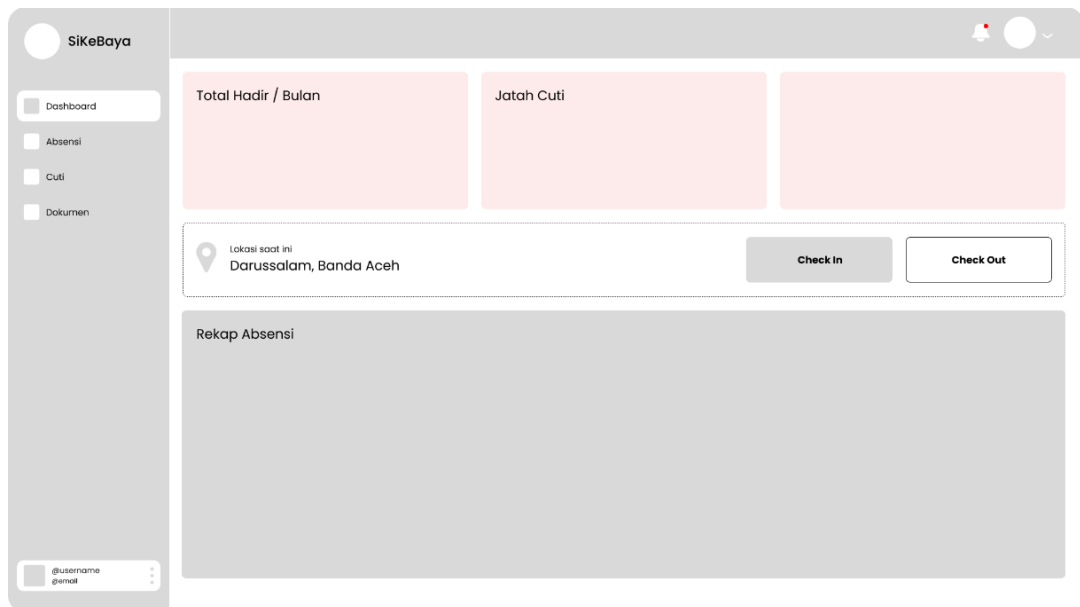 SiKeBaya
Dashboard
Absensi
Cuti
Dokumen
@username
@email
Total Hadir / Bulan
Jatah Cuti
Lokasi saat ini
Darussalam, Banda Aceh
Check In
Check Out
Rekap Absensi